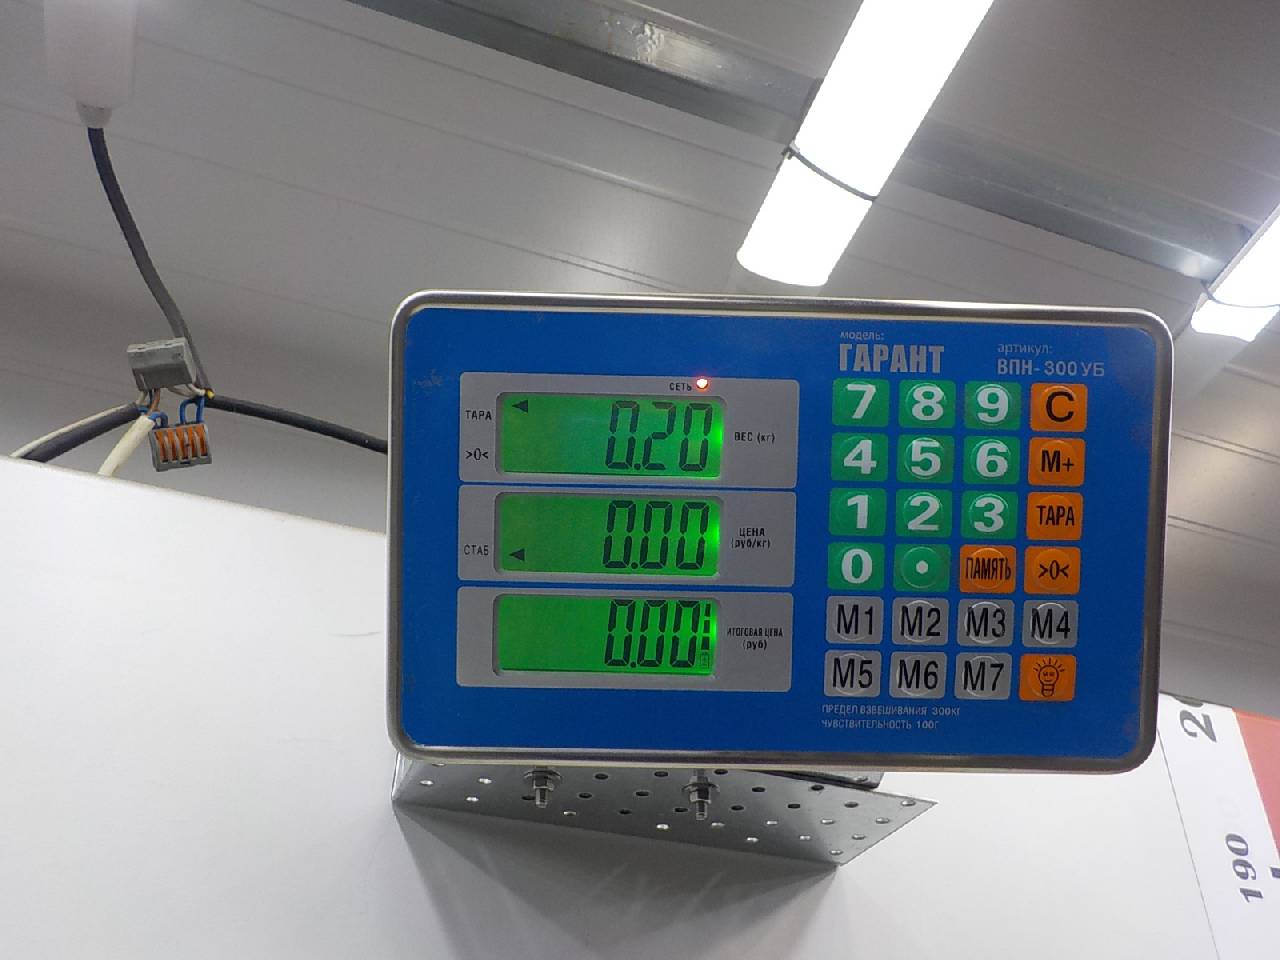 модель:
ГАРАНТ
артикул:
ВПН-300УБ
СЕТЬ
ТАРА
>0<
0.20
ВЕС (кг)
СТАБ
0.00
ЦЕНА
(руб/кг)
0.00
ИТОГОВАЯ ЦЕНА
(руб)
7 8 9 C
4 5 6 M+
1 2 3 ТАРА
0 • ПАМЯТЬ >0<
M1 M2 M3 M4
M5 M6 M7
ПРЕДЕЛ ВЗВЕШИВАНИЯ 300КГ
ЧУВСТВИТЕЛЬНОСТЬ 100Г
190